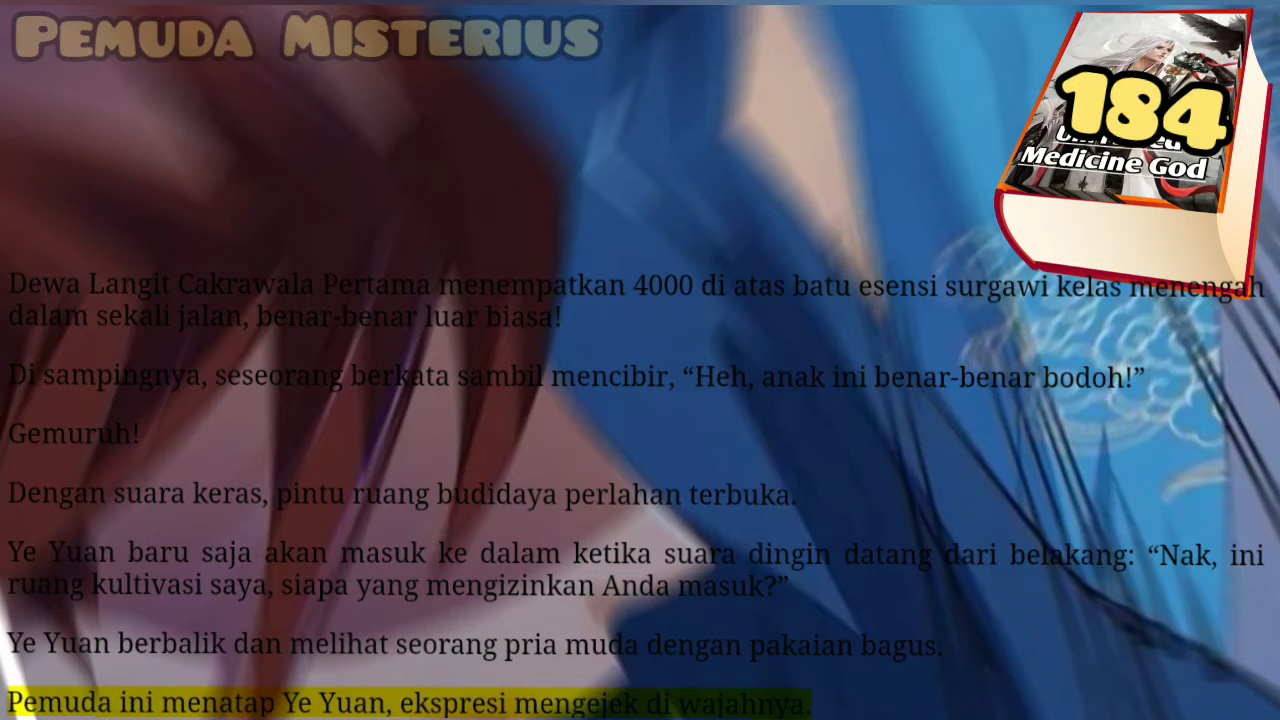 Pemuda Misterius
184
Medicine God
Dewa Langit Cakrawala Pertama menempatkan 4000 di atas batu esensi surgawi kelas menengah
dalam sekali jalan, benar-benar luar biasa!
Di sampingnya, seseorang berkata sambil mencibir, “Heh, anak ini benar-benar bodoh!”
Gemuruh!
Dengan suara keras, pintu ruang budidaya perlahan terbuka.
Ye Yuan baru saja akan masuk ke dalam ketika suara dingin datang dari belakang: “Nak, ini
ruang kultivasi saya, siapa yang mengizinkan Anda masuk?”
Ye Yuan berbalik dan melihat seorang pria muda dengan pakaian bagus.
Pemuda ini menatap Ye Yuan, ekspresi mengejek di wajahnya.